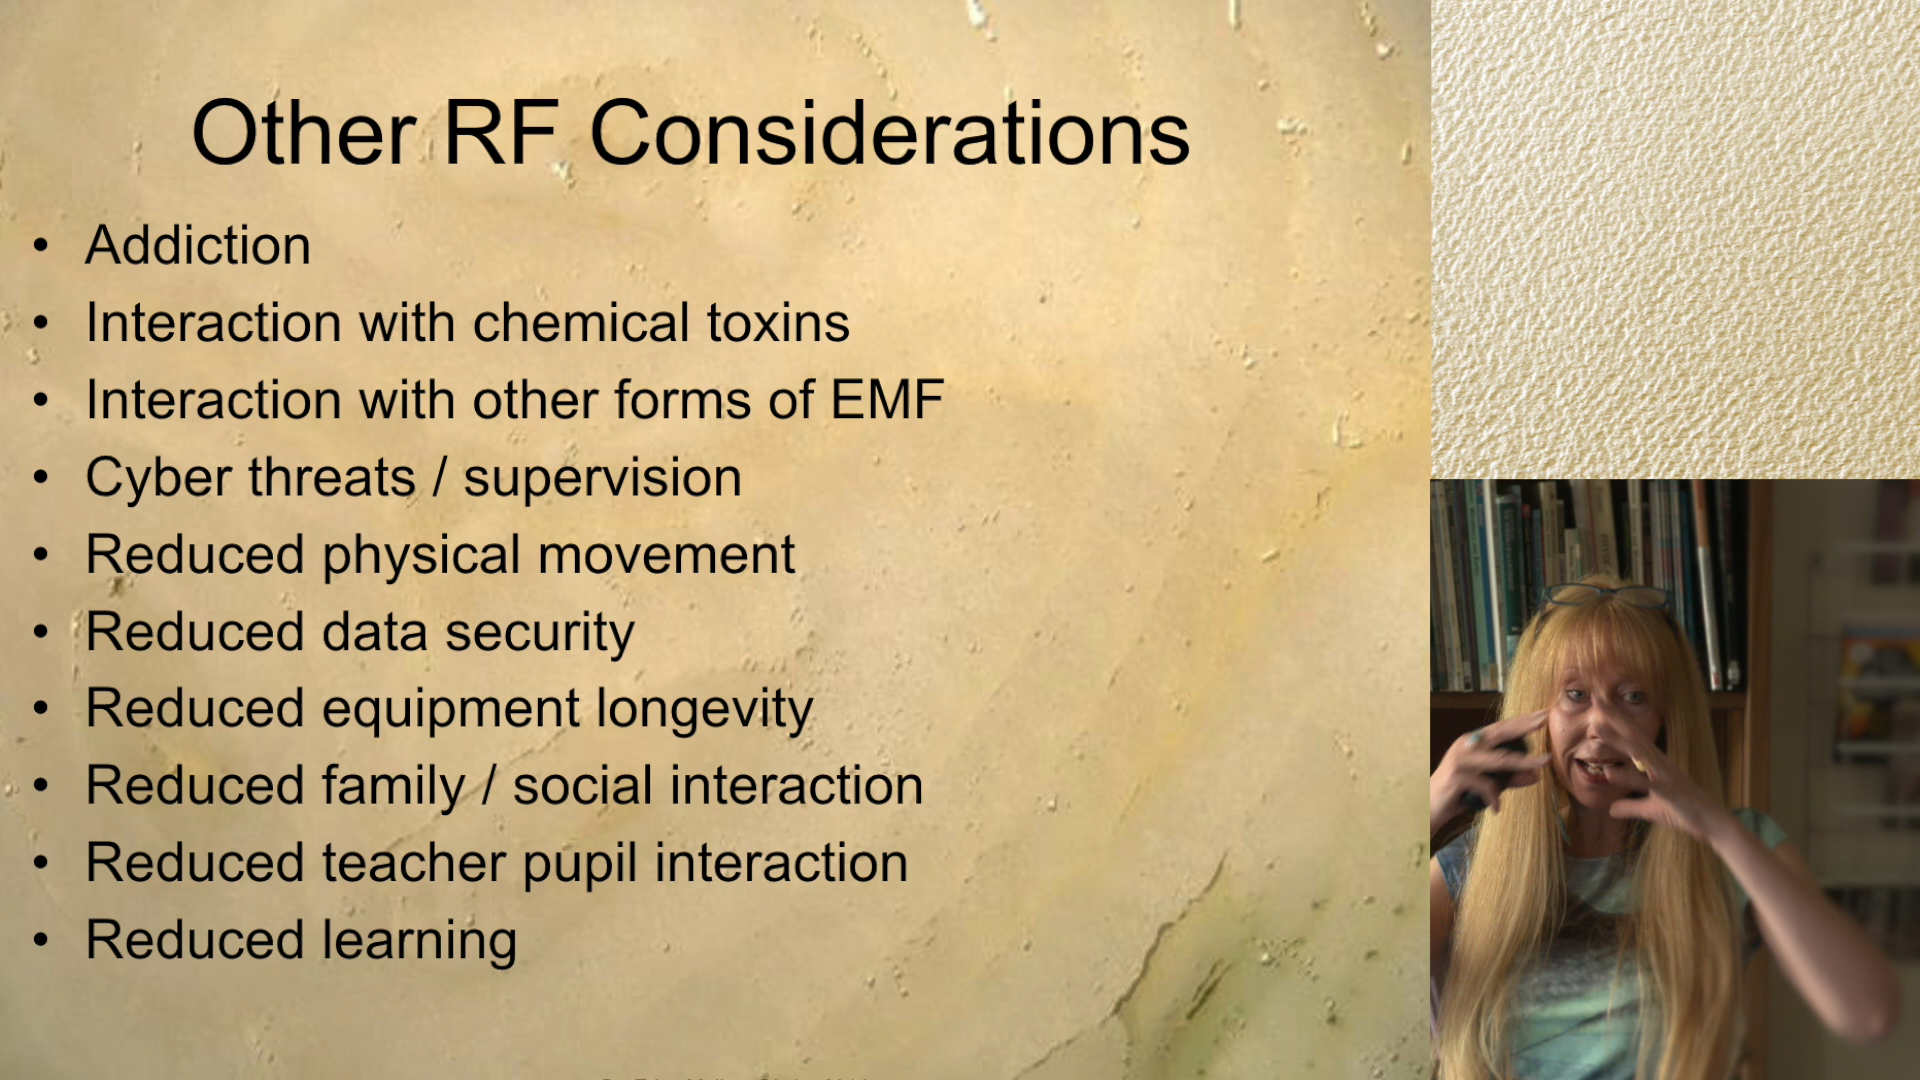 Other RF Considerations
• Addiction
• Interaction with chemical toxins
• Interaction with other forms of EMF
• Cyber threats / supervision
• Reduced physical movement
• Reduced data security
• Reduced equipment longevity
• Reduced family / social interaction
• Reduced teacher pupil interaction
• Reduced learning